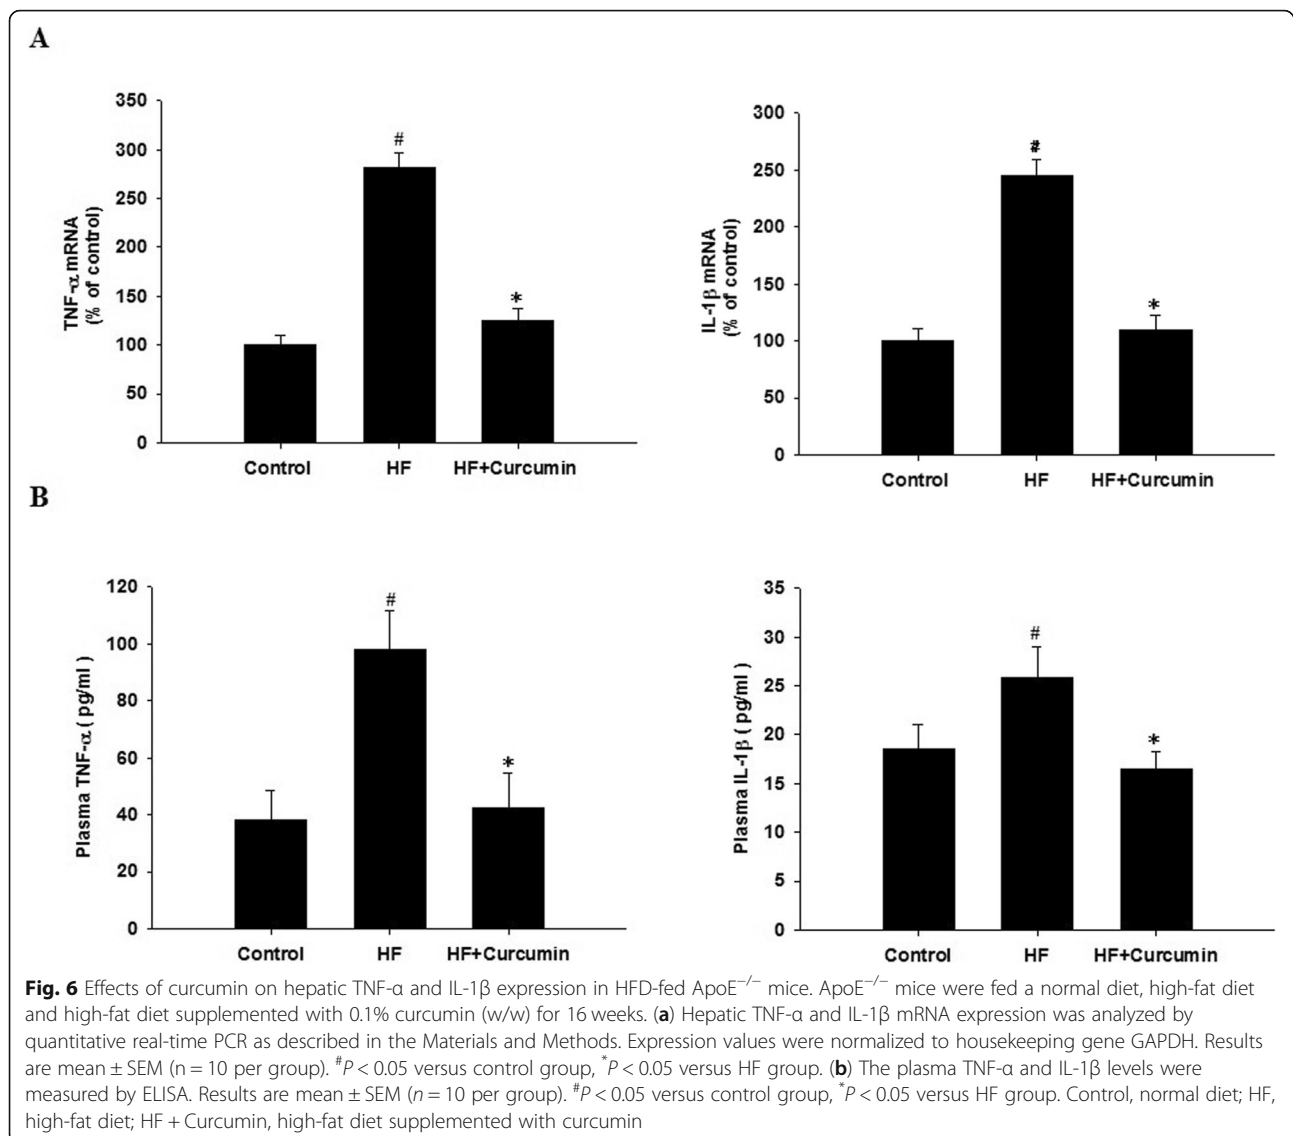 A
TNF-α mRNA
(% of control)
350
300
250
200
150
100
50
0
#
*
Control HF HF+Curcumin
IL-1β mRNA
(% of control)
300
250
200
150
100
50
0
#
*
Control HF HF+Curcumin
B
Plasma TNF-α ( pg/ml )
120
100
80
60
40
20
0
#
*
Control HF HF+Curcumin
Plasma IL-1β ( pg/ml )
35
30
25
20
15
10
5
0
#
*
Control HF HF+Curcumin
Fig. 6 Effects of curcumin on hepatic TNF-α and IL-1β expression in HFD-fed ApoE−/− mice. ApoE−/− mice were fed a normal diet, high-fat diet
and high-fat diet supplemented with 0.1% curcumin (w/w) for 16 weeks. (a) Hepatic TNF-α and IL-1β mRNA expression was analyzed by
quantitative real-time PCR as described in the Materials and Methods. Expression values were normalized to housekeeping gene GAPDH. Results
are mean ± SEM (n = 10 per group). #P < 0.05 versus control group, *P < 0.05 versus HF group. (b) The plasma TNF-α and IL-1β levels were
measured by ELISA. Results are mean ± SEM (n = 10 per group). #P < 0.05 versus control group, *P < 0.05 versus HF group. Control, normal diet; HF,
high-fat diet; HF + Curcumin, high-fat diet supplemented with curcumin